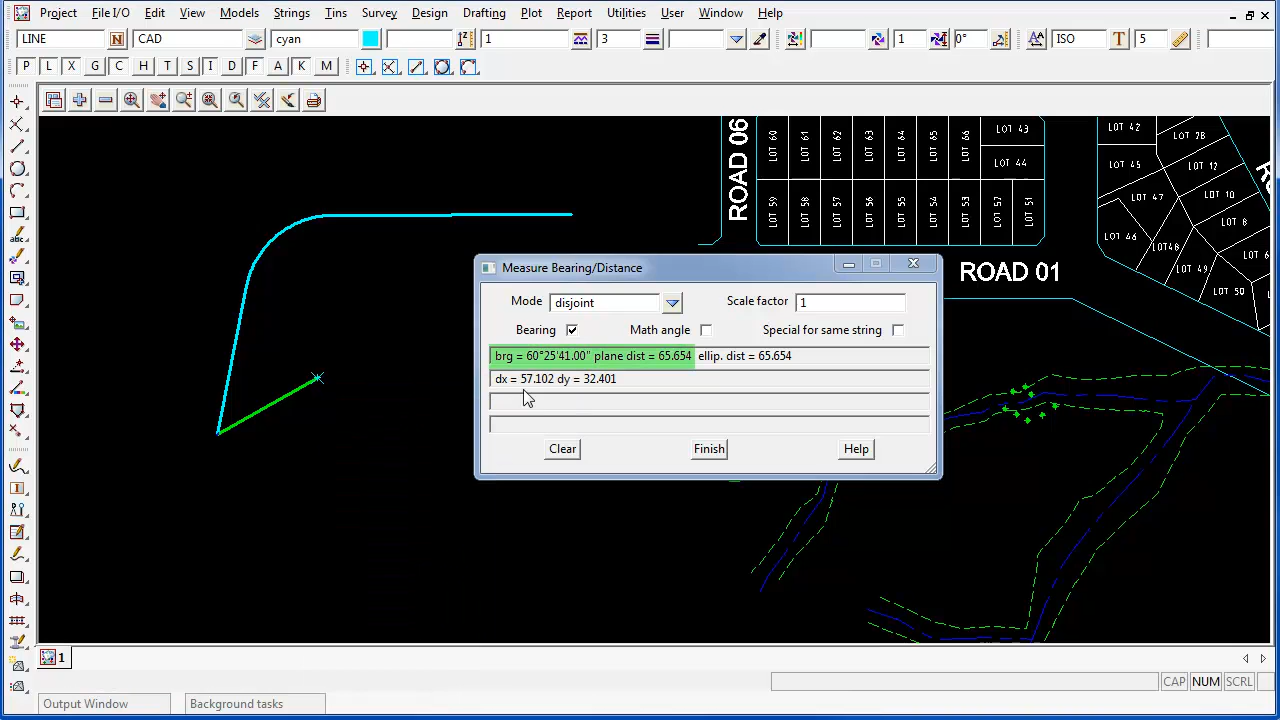 Project File I/O Edit View Models Strings Tins Survey Design Drafting Plot Report Utilities User Window Help
LINE N CAD cyan 1 3 1 0° ISO T 5
P L X G C H T S I D F A K M
abc
ROAD 06
LOT 60 LOT 61 LOT 62 LOT 63 LOT 64 LOT 65 LOT 66
LOT 43
LOT 44
LOT 59 LOT 58 LOT 57 LOT 56 LOT 55 LOT 54 LOT 53 LOT 57 LOT 51
LOT 42
LOT 28
LOT 45
LOT 12
LOT 47
LOT 10
LOT 8
LOT 46
LOT48
LOT 49
LOT 50
ROAD 01
Measure Bearing/Distance
Mode disjoint Scale factor 1
Bearing Math angle Special for same string
brg = 60°25'41.00" plane dist = 65.654 ellip. dist = 65.654
dx = 57.102 dy = 32.401
Clear Finish Help
1
CAP NUM SCRL
Output Window Background tasks